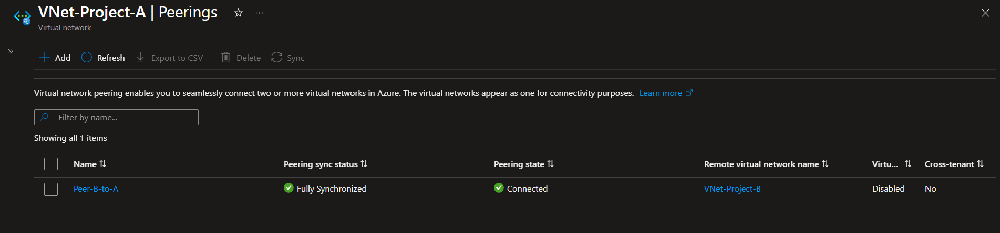 VNet-Project-A | Peerings
Virtual network
Add Refresh Export to CSV Delete Sync
Virtual network peering enables you to seamlessly connect two or more virtual networks in Azure. The virtual networks appear as one for connectivity purposes. Learn more
Filter by name...
Showing all 1 items
Name Peering sync status Peering state Remote virtual network name Virtu... Cross-tenant
Peer-B-to-A Fully Synchronized Connected VNet-Project-B Disabled No